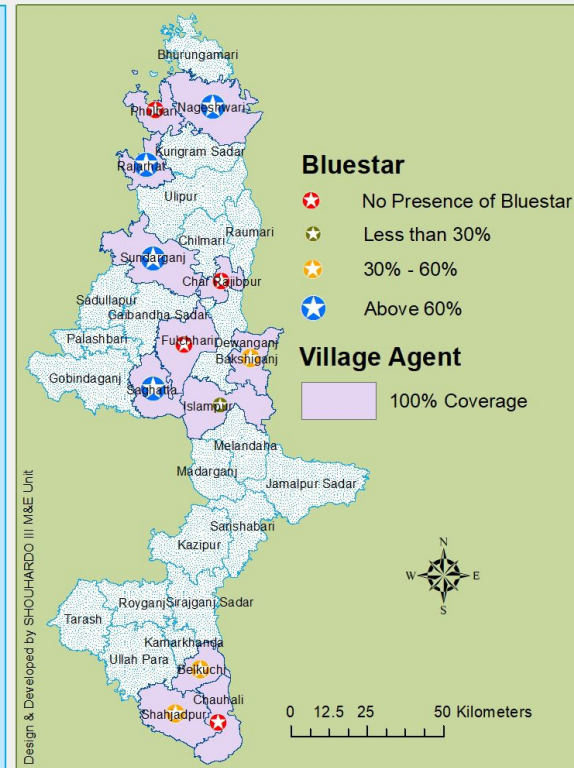 Bhurungamari
Phulbari
Nageshwari
Rajarhat
Kurigram Sadar
Ulipur
Raumari
Chilmari
Sundarganj
Char Rajibpur
Sadullapur
Gaibandha Sadar
Palashbari
Fulchhari
Dewanganj
Bakshiganj
Gobindaganj
Saghatta
Islampur
Melandaha
Madarganj
Jamalpur Sadar
Sarishabari
Kazipur
Royganj
Sirajganj Sadar
Tarash
Kamarkhanda
Ullah Para
Belkuchi
Chauhali
Shahjadpur
Bluestar
No Presence of Bluestar
Less than 30%
30% - 60%
Above 60%
Village Agent
100% Coverage
N
W
E
S
0 12.5 25 50 Kilometers
Design & Developed by SHOUHARDO III M&E Unit